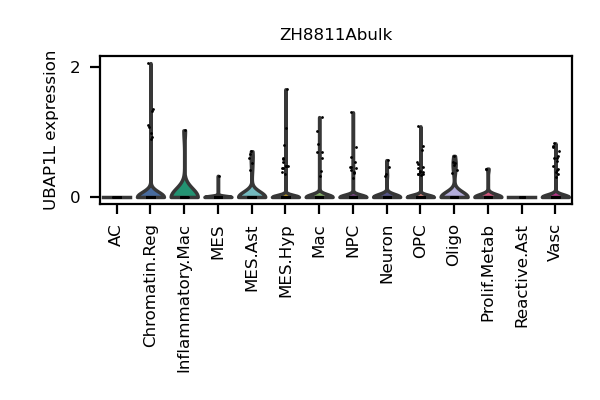 ZH8811Abulk
UBAP1L expression
2
0
AC
Chromatin.Reg
Inflammatory.Mac
MES
MES.Ast
MES.Hyp
Mac
NPC
Neuron
OPC
Oligo
Prolif.Metab
Reactive.Ast
Vasc